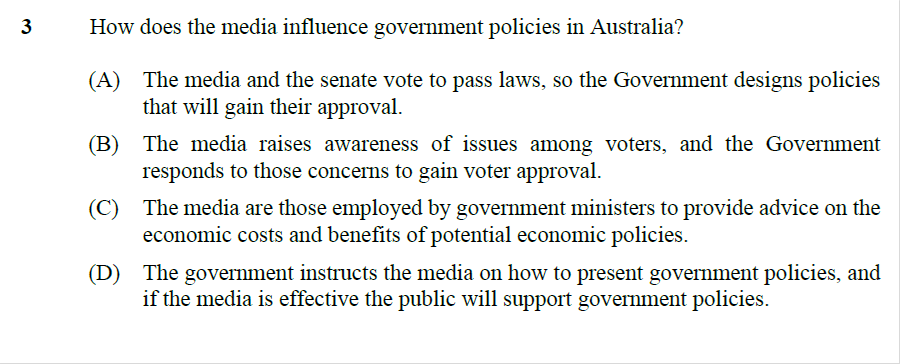 3 How does the media influence government policies in Australia?
(A) The media and the senate vote to pass laws, so the Government designs policies
that will gain their approval.
(B) The media raises awareness of issues among voters, and the Government
responds to those concerns to gain voter approval.
(C) The media are those employed by government ministers to provide advice on the
economic costs and benefits of potential economic policies.
(D) The government instructs the media on how to present government policies, and
if the media is effective the public will support government policies.